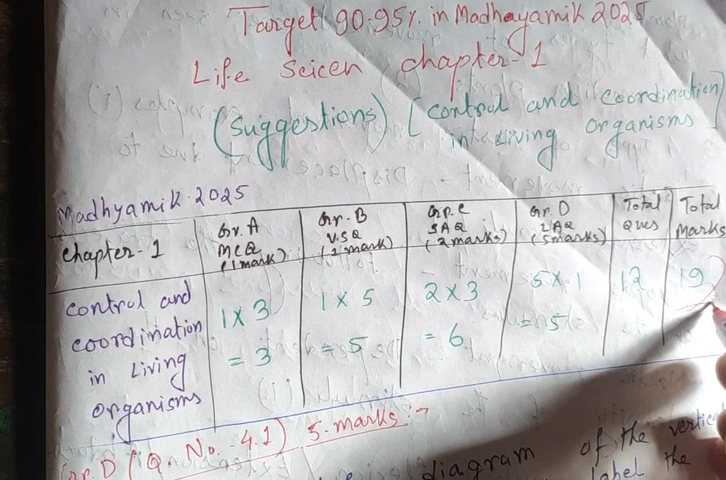 Target 90-95% in Madhayamik 2025
Life Seicen chapter-1
(Suggestions) (control and coordination)
in Living Organisms
Madhyamik-2025
Chapter-1 | Gr. A MCQ (1 mark) | Gr.-B V.S.Q (1 mark) | Gr. C SAQ (2 marks) | Gr. D LAQ (5 marks) | Total Ques | Total Marks
control and coordination in Living organisms | 1 x 3 = 3 | 1 x 5 = 5 | 2 x 3 = 6 | 5 x 1 = 5 | 12 | 19
Gr. D (Q. No. 4.1) 5 marks:-
diagram of the
label the